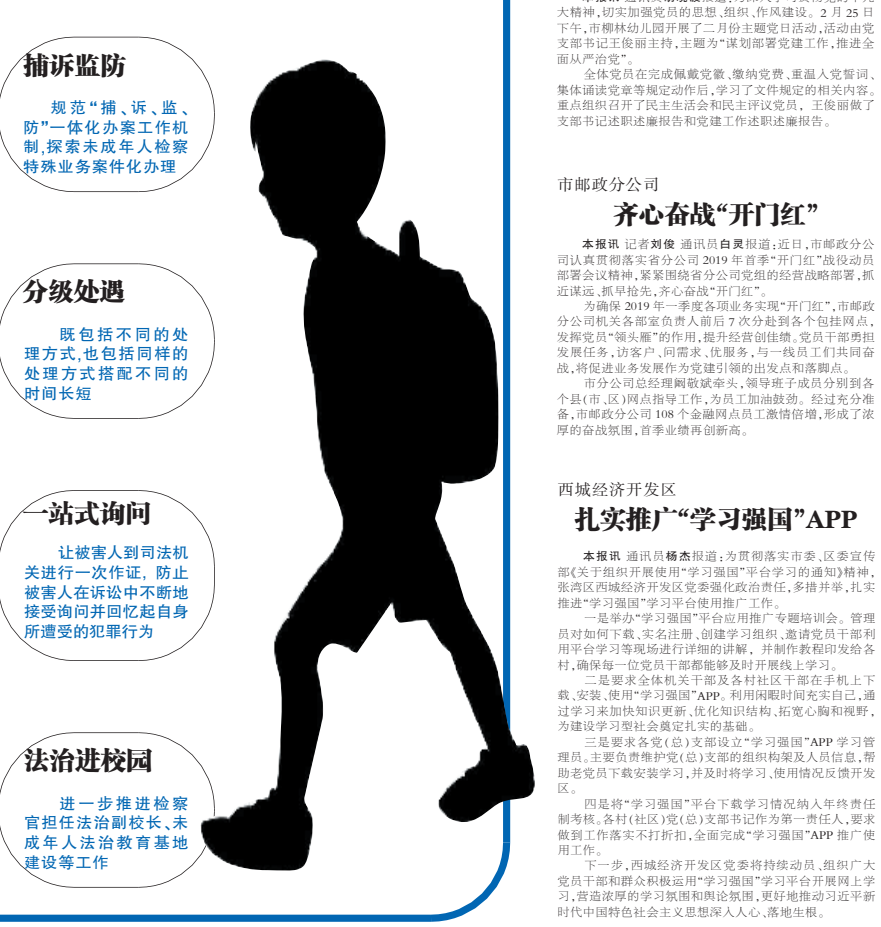 捕诉监防
规范“捕、诉、监、
防”一体化办案工作机
制,探索未成年人检察
特殊业务案件化办理
分级处遇
既包括不同的处
理方式,也包括同样的
处理方式搭配不同的
时间长短
一站式询问
让被害人到司法机
关进行一次作证，防止
被害人在诉讼中不断地
接受询问并回忆起自身
所遭受的犯罪行为
法治进校园
进一步推进检察
官担任法治副校长、未
成年人法治教育基地
建设等工作
大精神,切实加强党员的思想、组织、作风建设。2月25日
下午,市柳林幼儿园开展了二月份主题党日活动,活动由党
支部书记王俊丽主持,主题为“谋划部署党建工作,推进全
面从严治党”。
全体党员在完成佩戴党徽、缴纳党费、重温入党誓词、
集体诵读党章等规定动作后,学习了文件规定的相关内容。
重点组织召开了民主生活会和民主评议党员，王俊丽做了
支部书记述职述廉报告和党建工作述职述廉报告。
市邮政分公司
齐心奋战“开门红”
本报讯 记者刘俊 通讯员白灵报道:近日,市邮政分公
司认真贯彻落实省分公司2019年首季“开门红”战役动员
部署会议精神,紧紧围绕省分公司党组的经营战略部署,抓
近谋远、抓早抢先,齐心奋战“开门红”。
为确保2019年一季度各项业务实现“开门红”,市邮政
分公司机关各部室负责人前后7次分赴到各个包挂网点,
发挥党员“领头雁”的作用,提升经营创佳绩。党员干部勇担
发展任务,访客户、问需求、优服务,与一线员工们共同奋
战,将促进业务发展作为党建引领的出发点和落脚点。
市分公司总经理阚敬斌牵头,领导班子成员分别到各
个县(市、区)网点指导工作,为员工加油鼓劲。经过充分准
备,市邮政分公司108个金融网点员工激情倍增,形成了浓
厚的奋战氛围,首季业绩再创新高。
西城经济开发区
扎实推广“学习强国”APP
本报讯 通讯员杨杰报道:为贯彻落实市委、区委宣传
部《关于组织开展使用“学习强国”平台学习的通知》精神,
张湾区西城经济开发区党委强化政治责任,多措并举,扎实
推进“学习强国”学习平台使用推广工作。
一是举办“学习强国”平台应用推广专题培训会。管理
员对如何下载、实名注册、创建学习组织、邀请党员干部利
用平台学习等现场进行详细的讲解，并制作教程印发给各
村,确保每一位党员干部都能够及时开展线上学习。
二是要求全体机关干部及各村社区干部在手机上下
载、安装、使用“学习强国”APP。利用闲暇时间充实自己,通
过学习来加快知识更新、优化知识结构、拓宽心胸和视野,
为建设学习型社会奠定扎实的基础。
三是要求各党(总)支部设立“学习强国”APP学习管
理员。主要负责维护党(总)支部的组织构架及人员信息,帮
助老党员下载安装学习,并及时将学习、使用情况反馈开发
区。
四是将“学习强国”平台下载学习情况纳入年终责任
制考核。各村(社区)党(总)支部书记作为第一责任人,要求
做到工作落实不打折扣,全面完成“学习强国”APP推广使
用工作。
下一步,西城经济开发区党委将持续动员、组织广大
党员干部和群众积极运用“学习强国”学习平台开展网上学
习,营造浓厚的学习氛围和舆论氛围,更好地推动习近平新
时代中国特色社会主义思想深入人心、落地生根。